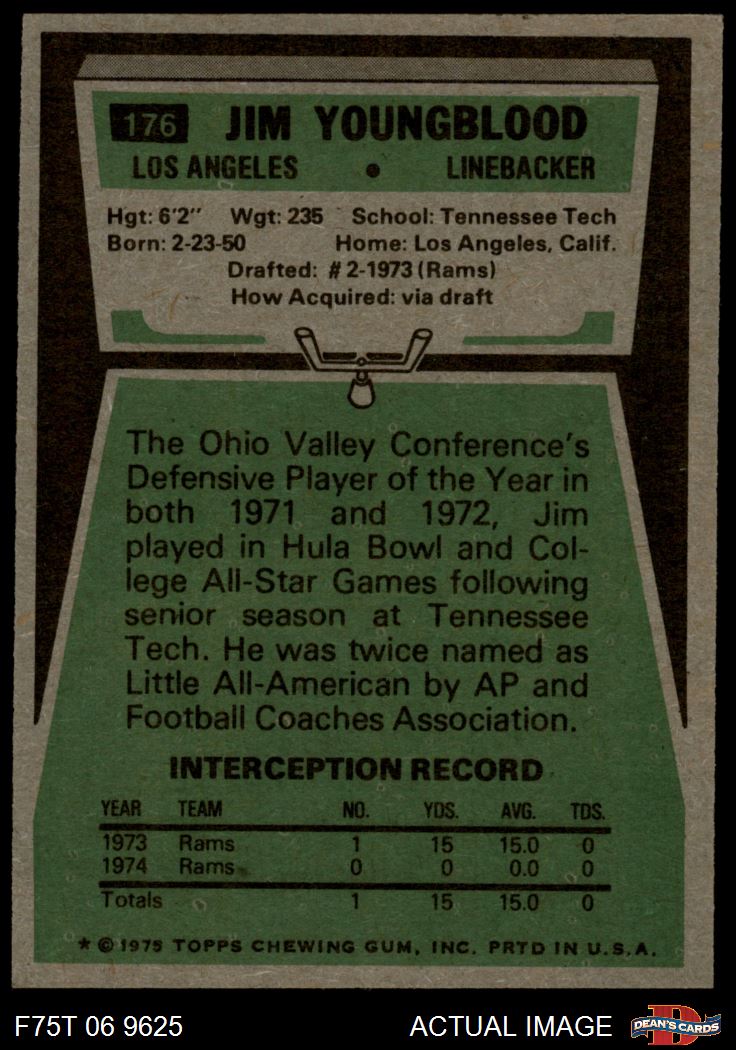 176 JIM YOUNGBLOOD
LOS ANGELES • LINEBACKER
Hgt: 6'2" Wgt: 235 School: Tennessee Tech
Born: 2-23-50 Home: Los Angeles, Calif.
Drafted: #2-1973 (Rams)
How Acquired: via draft
The Ohio Valley Conference's
Defensive Player of the Year in
both 1971 and 1972, Jim
played in Hula Bowl and Col-
lege All-Star Games following
senior season at Tennessee
Tech. He was twice named as
Little All-American by AP and
Football Coaches Association.
INTERCEPTION RECORD
YEAR TEAM NO. YDS. AVG. TDS.
1973 Rams 1 15 15.0 0
1974 Rams 0 0 0.0 0
Totals 1 15 15.0 0
* © 1975 TOPPS CHEWING GUM, INC. PRTD IN U.S.A.
F75T 06 9625 ACTUAL IMAGE D DEAN'S CARDS